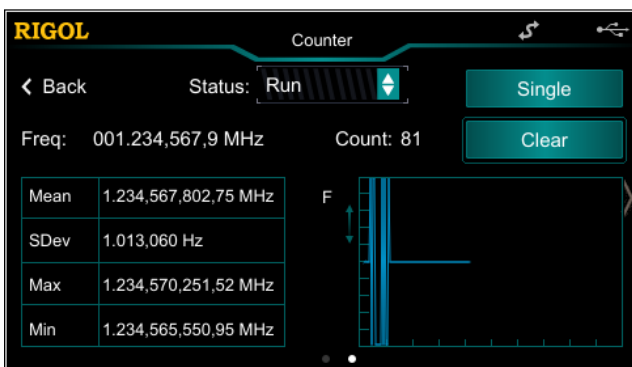 RIGOL
Counter
Back Status: Run Single
Freq: 001.234,567,9 MHz Count: 81 Clear
Mean 1.234,567,802,75 MHz F
SDev 1.013,060 Hz
Max 1.234,570,251,52 MHz
Min 1.234,565,550,95 MHz